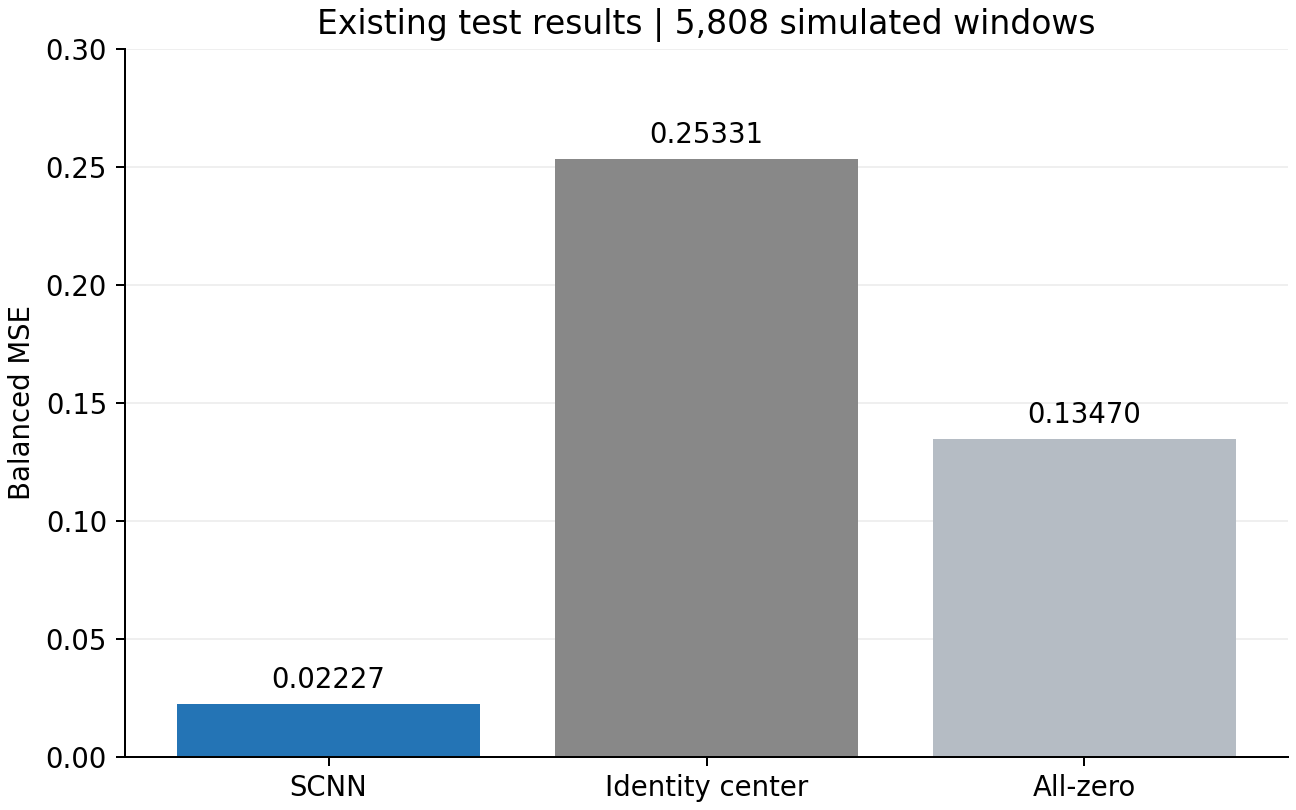 Existing test results | 5,808 simulated windows
Balanced MSE
0.30
0.25
0.20
0.15
0.10
0.05
0.00
0.02227
0.25331
0.13470
SCNN
Identity center
All-zero